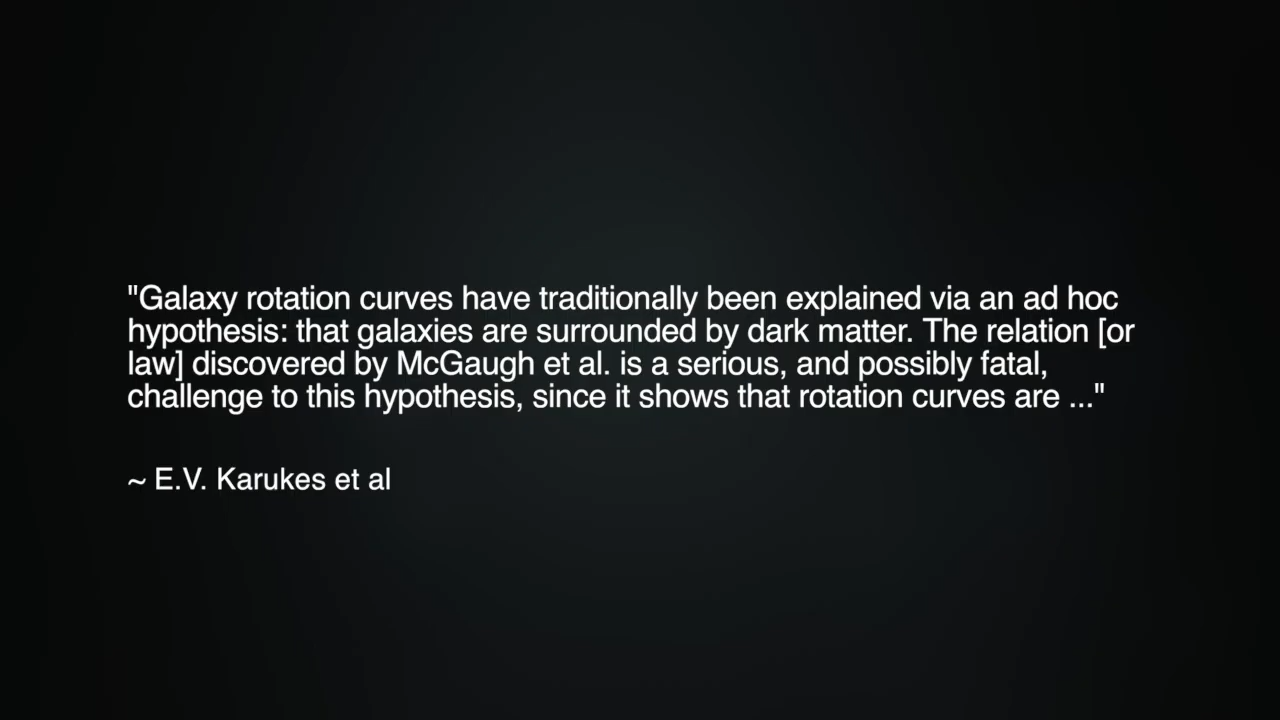 "Galaxy rotation curves have traditionally been explained via an ad hoc
hypothesis: that galaxies are surrounded by dark matter. The relation [or
law] discovered by McGaugh et al. is a serious, and possibly fatal,
challenge to this hypothesis, since it shows that rotation curves are ..."
~ E.V. Karukes et al